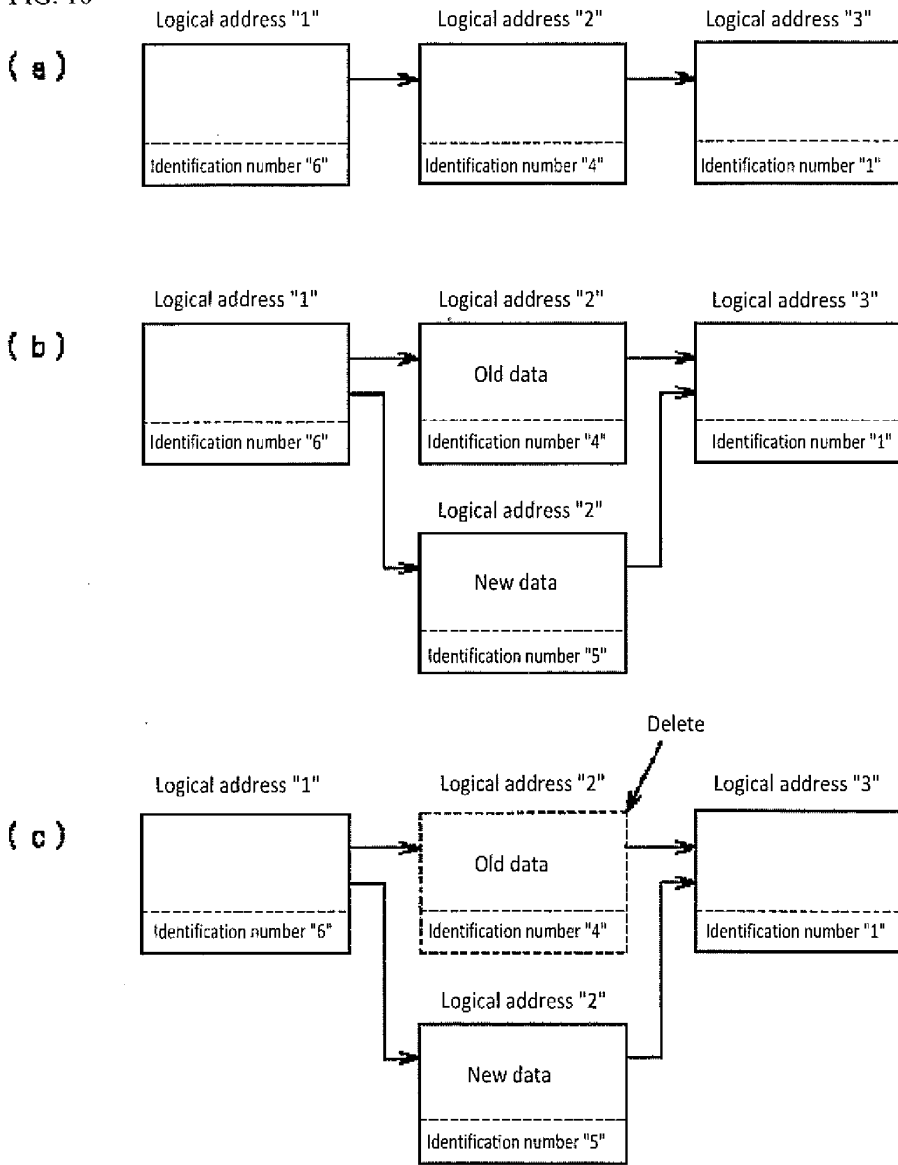 Logical address "1" Logical address "2" Logical address "3"
( a )
Identification number "6" Identification number "4" Identification number "1"
Logical address "1" Logical address "2" Logical address "3"
( b )
Old data
Identification number "6" Identification number "4" Identification number "1"
Logical address "2"
New data
Identification number "5"
Delete
Logical address "1" Logical address "2" Logical address "3"
( c )
Old data
Identification number "6" Identification number "4" Identification number "1"
Logical address "2"
New data
Identification number "5"